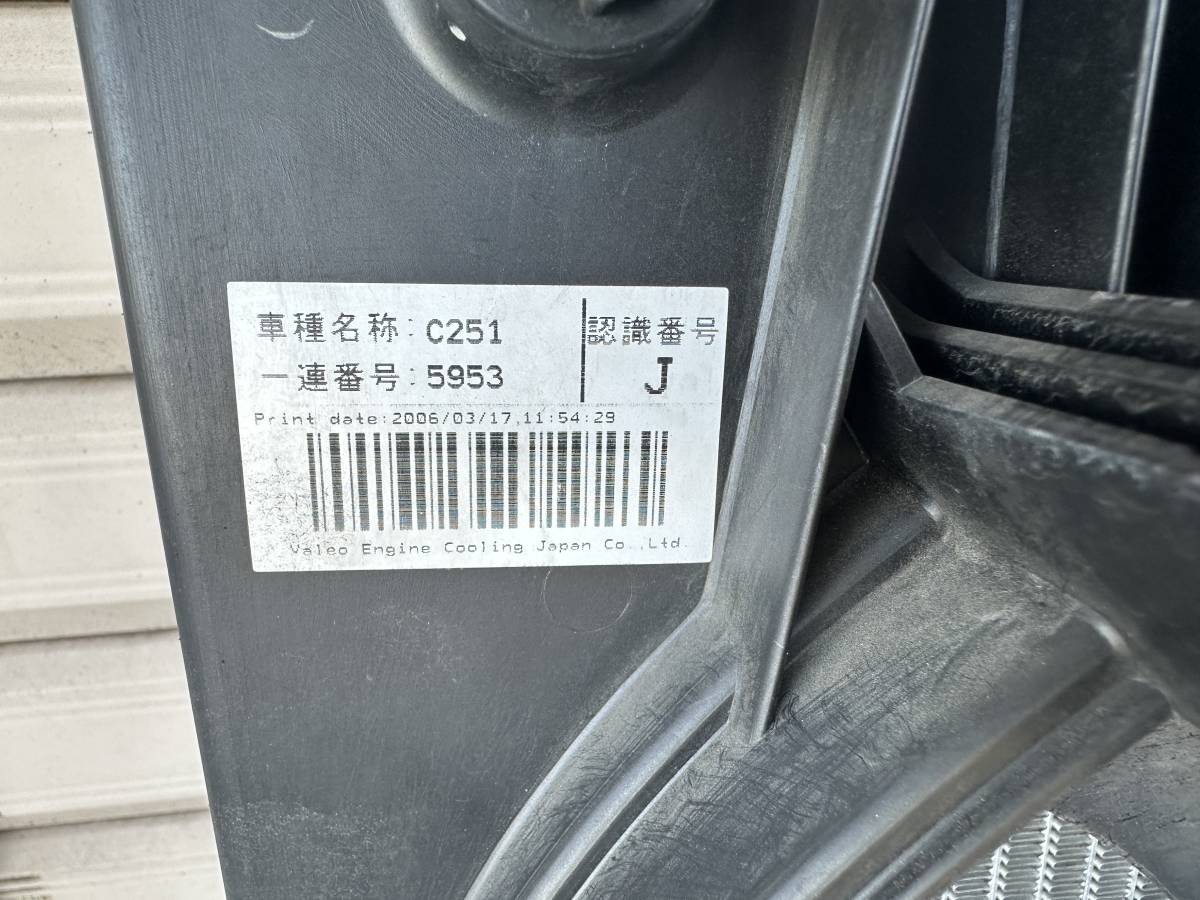 車種名称: C251
一連番号: 5953
認識番号
J
Print date:2006/03/17,11:54:29
Valeo Engine Cooling Japan Co.,Ltd.